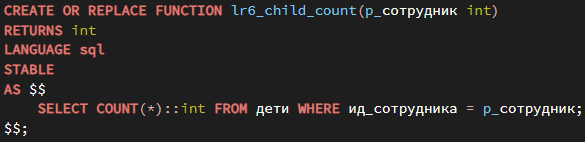 CREATE OR REPLACE FUNCTION lr6_child_count(p_сотрудник int)
RETURNS int
LANGUAGE sql
STABLE
AS $$
    SELECT COUNT(*)::int FROM дети WHERE ид_сотрудника = p_сотрудник;
$$;